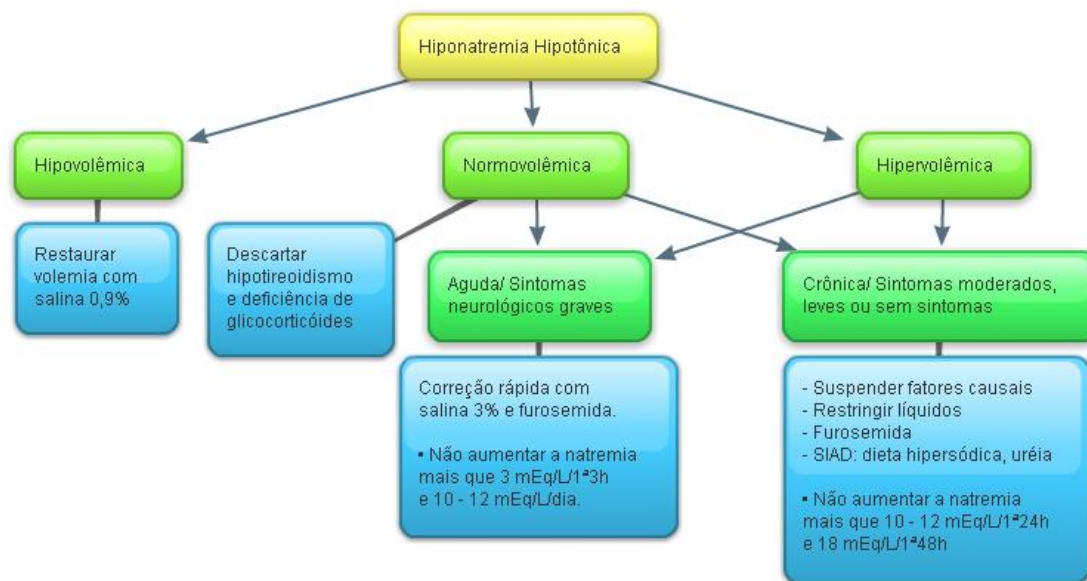 Hiponatremia Hipotônica
Hipovolêmica
Normovolêmica
Hipervolêmica
Restaurar
volemia com
salina 0,9%
Descartar
hipotireoidismo
e deficiência de
glicocorticóides
Aguda/ Sintomas
neurológicos graves
Crônica/ Sintomas moderados,
leves ou sem sintomas
Correção rápida com
salina 3% e furosemida.
▪ Não aumentar a natremia
mais que 3 mEq/L/1ª3h
e 10 - 12 mEq/L/dia.
- Suspender fatores causais
- Restringir líquidos
- Furosemida
- SIAD: dieta hipersódica, uréia
▪ Não aumentar a natremia
mais que 10 - 12 mEq/L/1ª24h
e 18 mEq/L/1ª48h